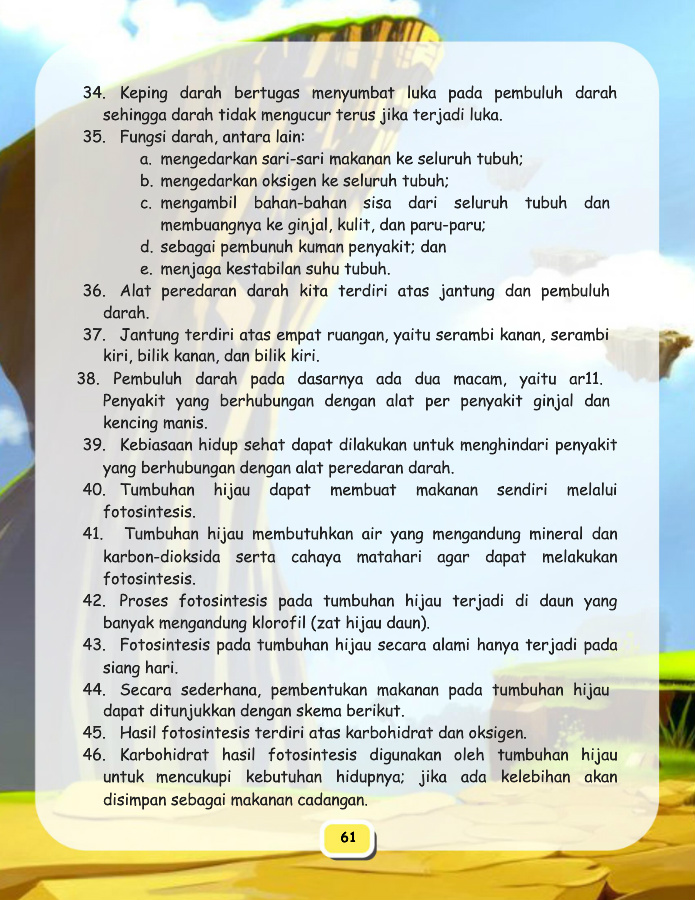 34. Keping darah bertugas menyumbat luka pada pembuluh darah
sehingga darah tidak mengucur terus jika terjadi luka.
35. Fungsi darah, antara lain:
a. mengedarkan sari-sari makanan ke seluruh tubuh;
b. mengedarkan oksigen ke seluruh tubuh;
c. mengambil bahan-bahan sisa dari seluruh tubuh dan
membuangnya ke ginjal, kulit, dan paru-paru;
d. sebagai pembunuh kuman penyakit; dan
e. menjaga kestabilan suhu tubuh.
36. Alat peredaran darah kita terdiri atas jantung dan pembuluh
darah.
37. Jantung terdiri atas empat ruangan, yaitu serambi kanan, serambi
kiri, bilik kanan, dan bilik kiri.
38. Pembuluh darah pada dasarnya ada dua macam, yaitu ar11.
Penyakit yang berhubungan dengan alat per penyakit ginjal dan
kencing manis.
39. Kebiasaan hidup sehat dapat dilakukan untuk menghindari penyakit
yang berhubungan dengan alat peredaran darah.
40. Tumbuhan hijau dapat membuat makanan sendiri melalui
fotosintesis.
41. Tumbuhan hijau membutuhkan air yang mengandung mineral dan
karbon-dioksida serta cahaya matahari agar dapat melakukan
fotosintesis.
42. Proses fotosintesis pada tumbuhan hijau terjadi di daun yang
banyak mengandung klorofil (zat hijau daun).
43. Fotosintesis pada tumbuhan hijau secara alami hanya terjadi pada
siang hari.
44. Secara sederhana, pembentukan makanan pada tumbuhan hijau
dapat ditunjukkan dengan skema berikut.
45. Hasil fotosintesis terdiri atas karbohidrat dan oksigen.
46. Karbohidrat hasil fotosintesis digunakan oleh tumbuhan hijau
untuk mencukupi kebutuhan hidupnya; jika ada kelebihan akan
disimpan sebagai makanan cadangan.
61